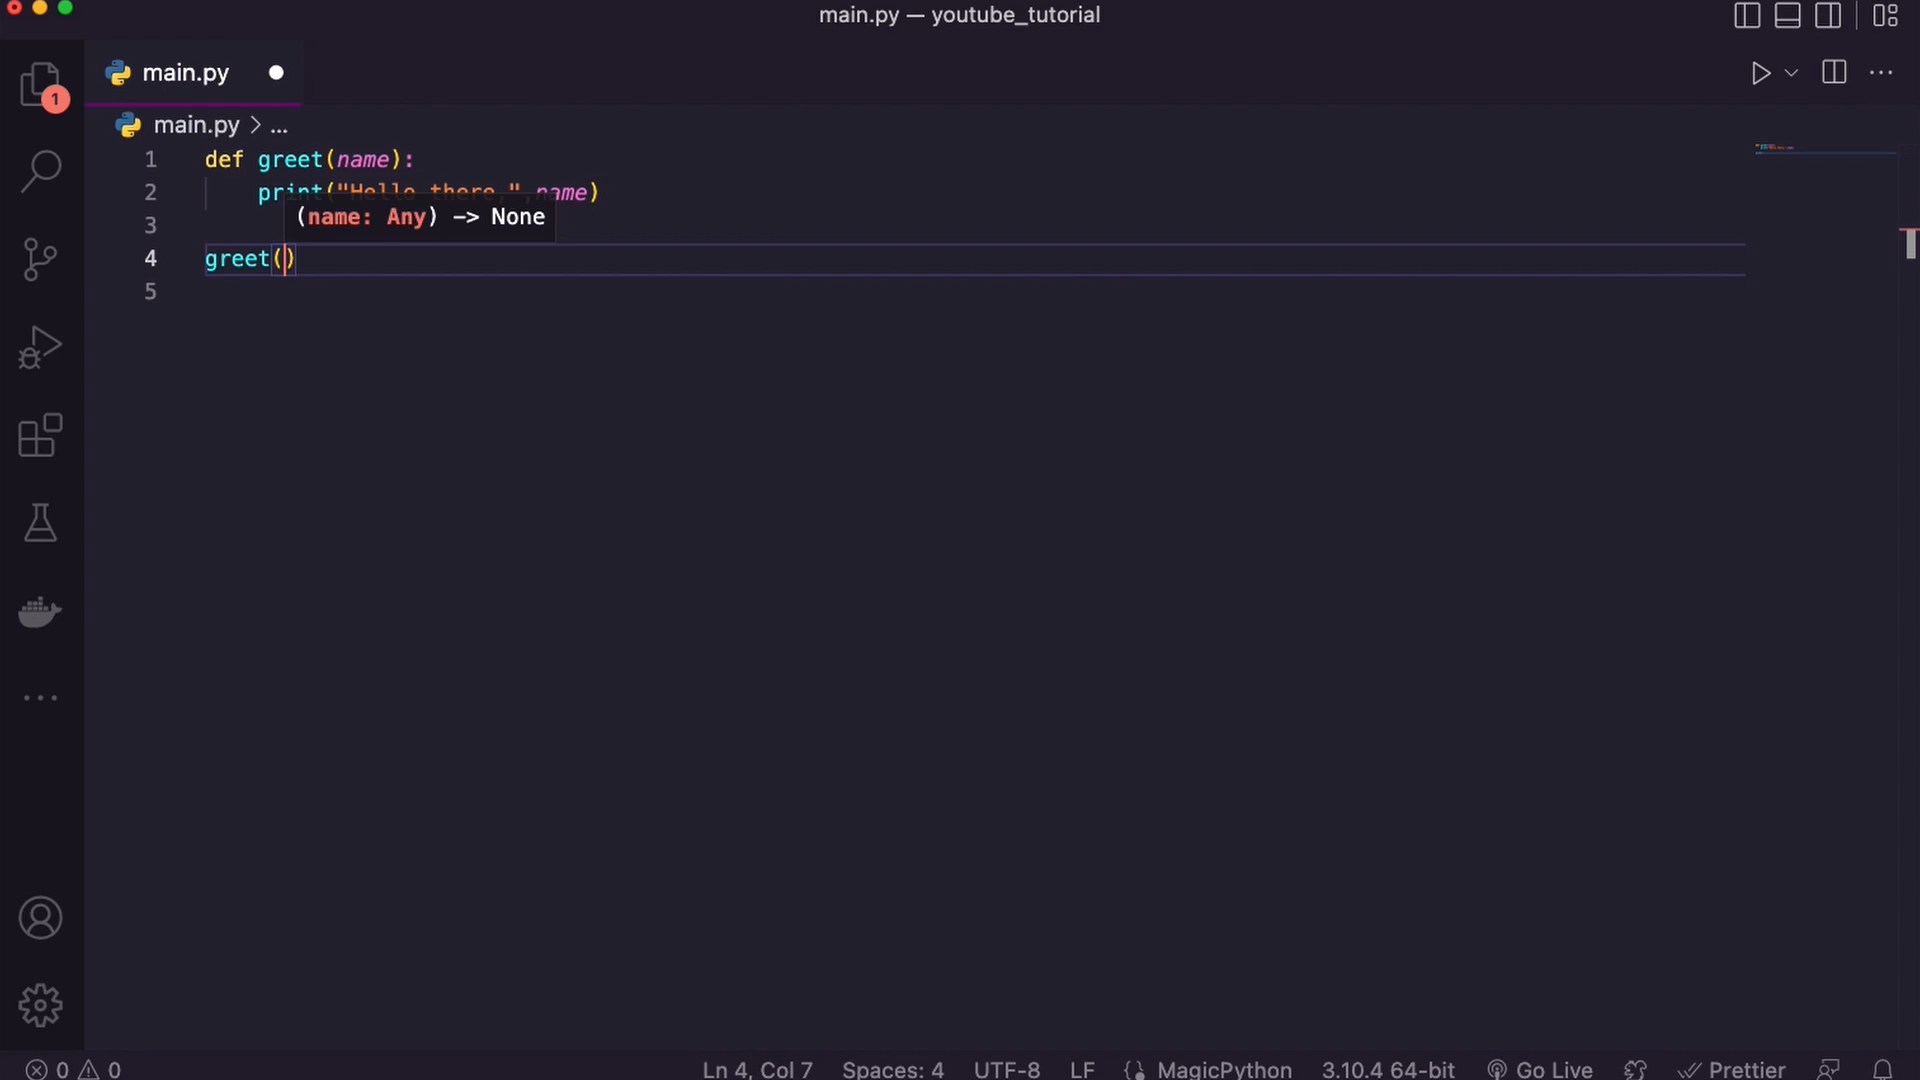 main.py — youtube_tutorial
main.py
1
main.py > ...
1 def greet(name):
2 print("Hello there,",name)
(name: Any) -> None
3
4 greet()
5
0 0 Ln 4, Col 7 Spaces: 4 UTF-8 LF MagicPython 3.10.4 64-bit Go Live Prettier